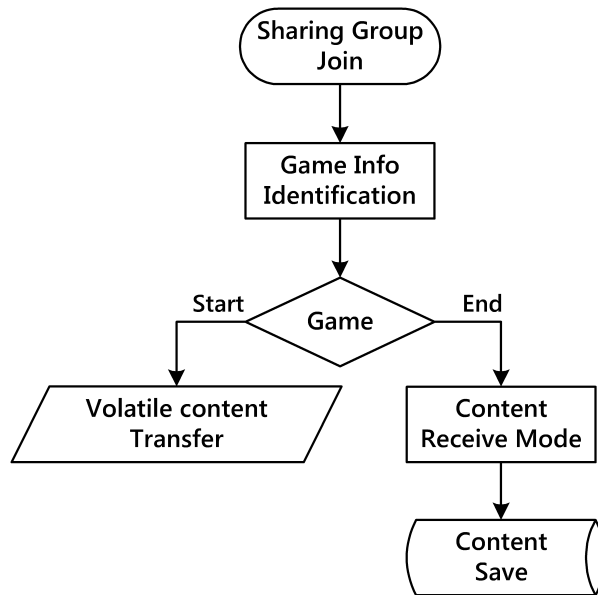 Sharing Group
Join
Game Info
Identification
Start
Game
End
Volatile content
Transfer
Content
Receive Mode
Content
Save